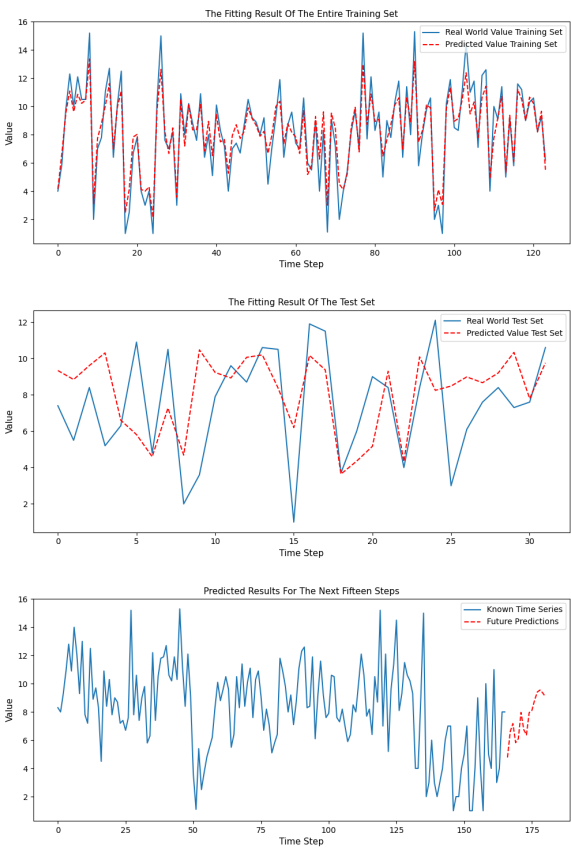 The Fitting Result Of The Entire Training Set
16
14
12
10
8
6
4
2
Value
Real World Value Training Set
Predicted Value Training Set
0 20 40 60 80 100 120
Time Step
The Fitting Result Of The Test Set
12
10
8
6
4
2
Value
Real World Test Set
Predicted Value Test Set
0 5 10 15 20 25 30
Time Step
Predicted Results For The Next Fifteen Steps
16
14
12
10
8
6
4
2
Value
Known Time Series
Future Predictions
0 25 50 75 100 125 150 175
Time Step